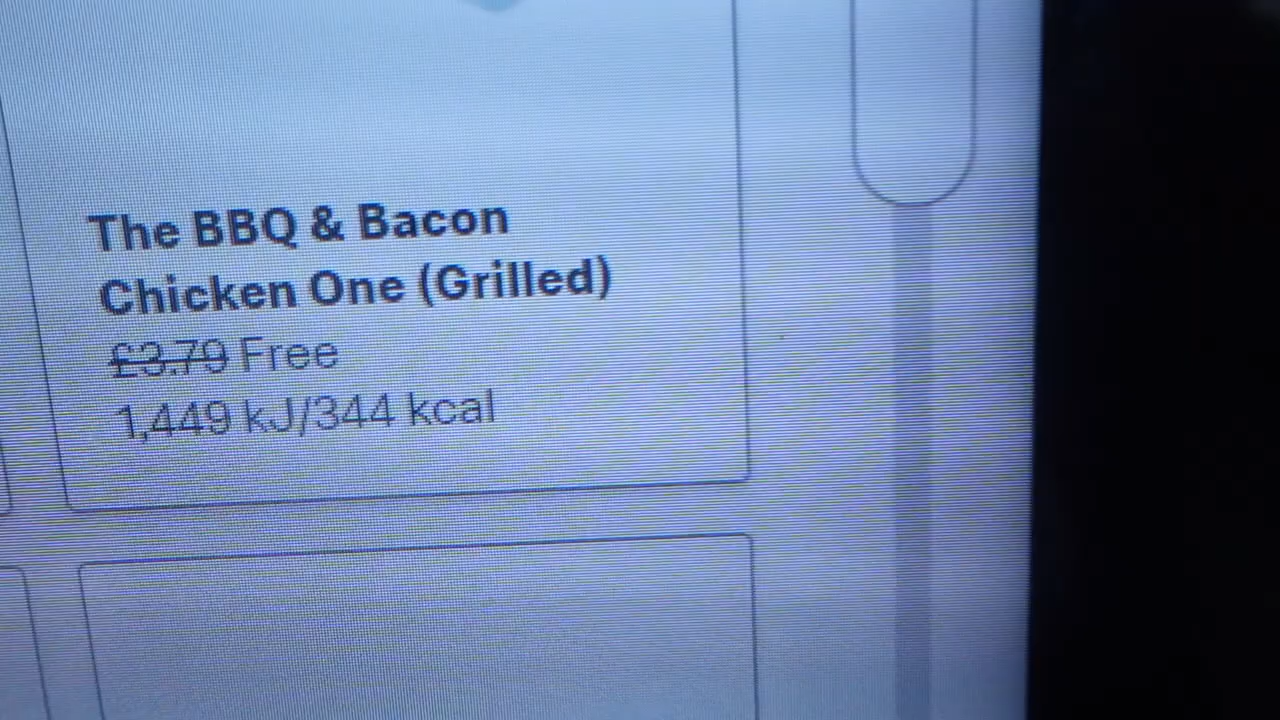 The BBQ & Bacon
Chicken One (Grilled)
£3.79 Free
1,449 kJ/344 kcal